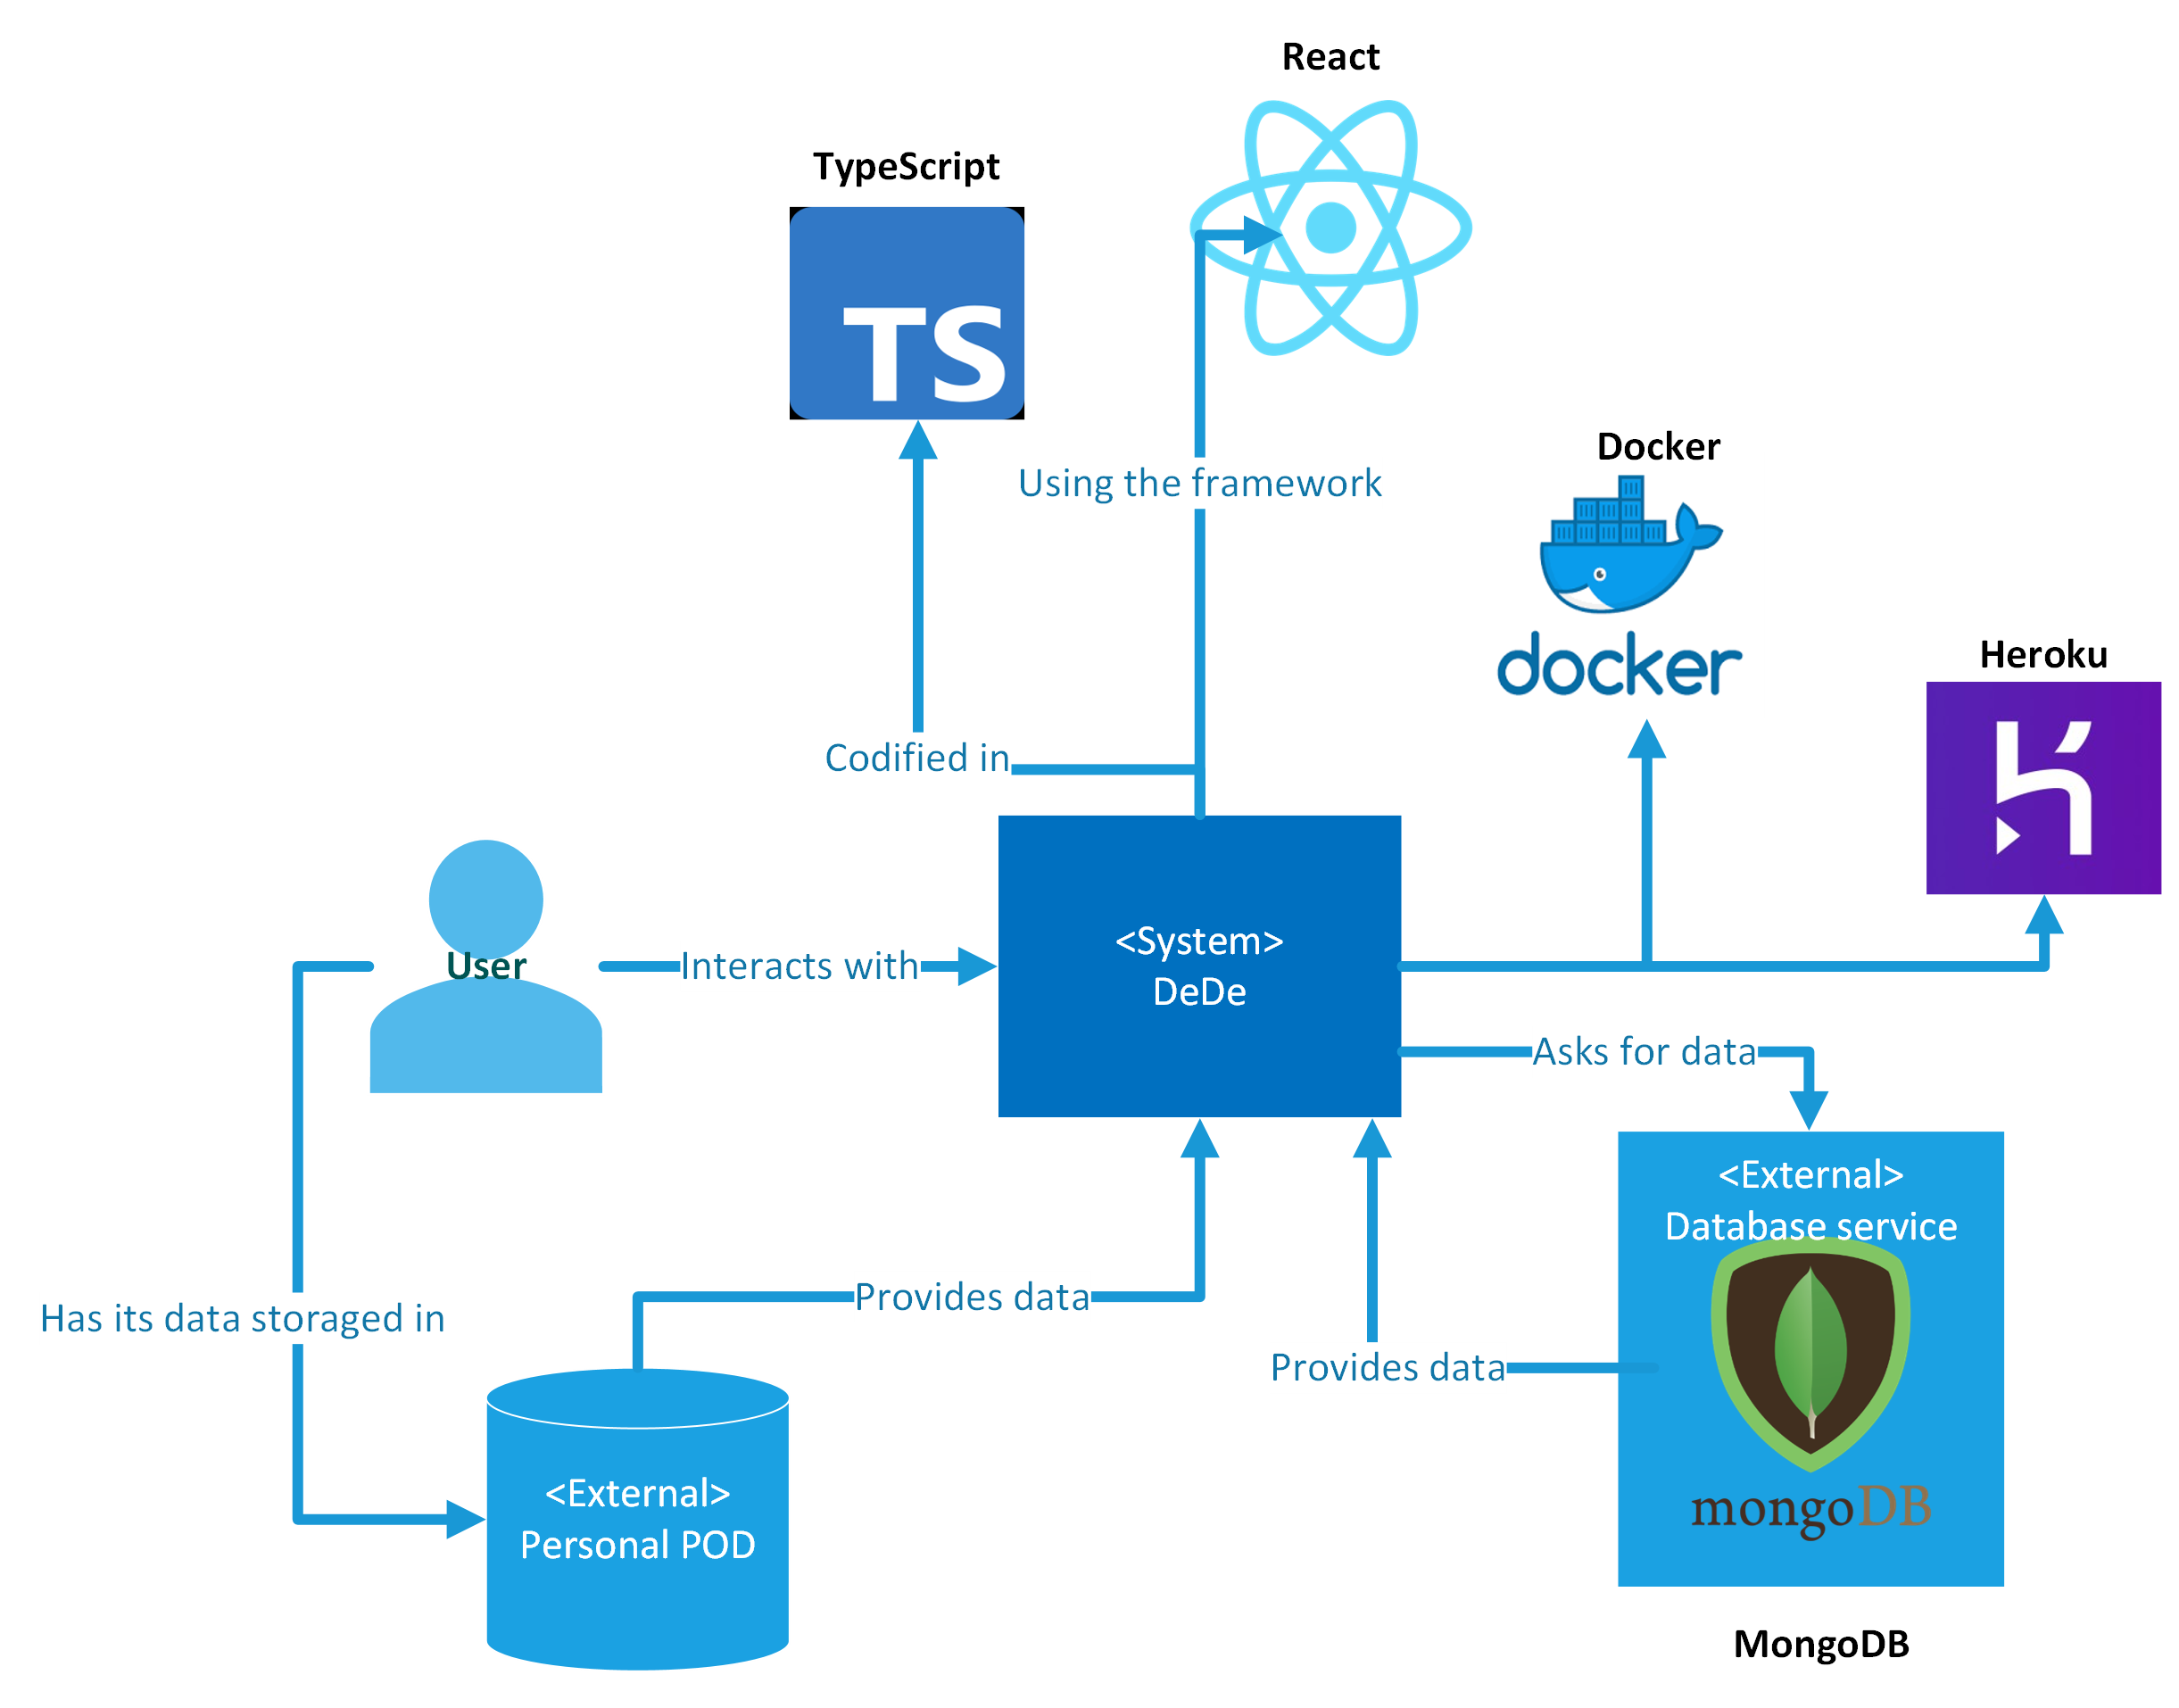 React
TypeScript
TS
Using the framework
Docker
docker
Heroku
Codified in
<System>
DeDe
User
Interacts with
Asks for data
<External>
Database service
Provides data
Has its data storaged in
Provides data
<External>
Personal POD
mongoDB
MongoDB